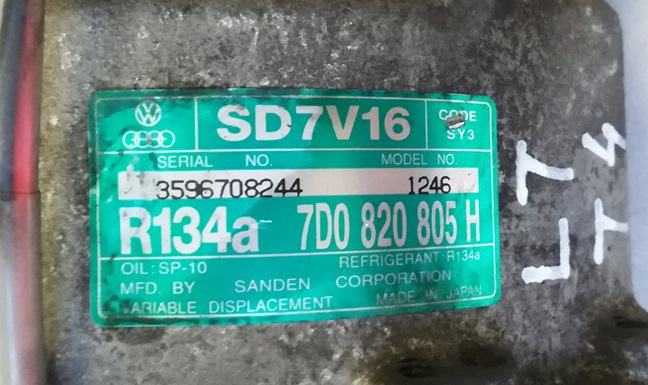 VW
SD7V16
CODE
SY3
SERIAL NO. MODEL NO.
3596708244 1246
R134a 7D0 820 805 H
OIL: SP-10 REFRIGERANT: R134a
MFD. BY SANDEN CORPORATION
VARIABLE DISPLACEMENT MADE IN JAPAN
LT
T4